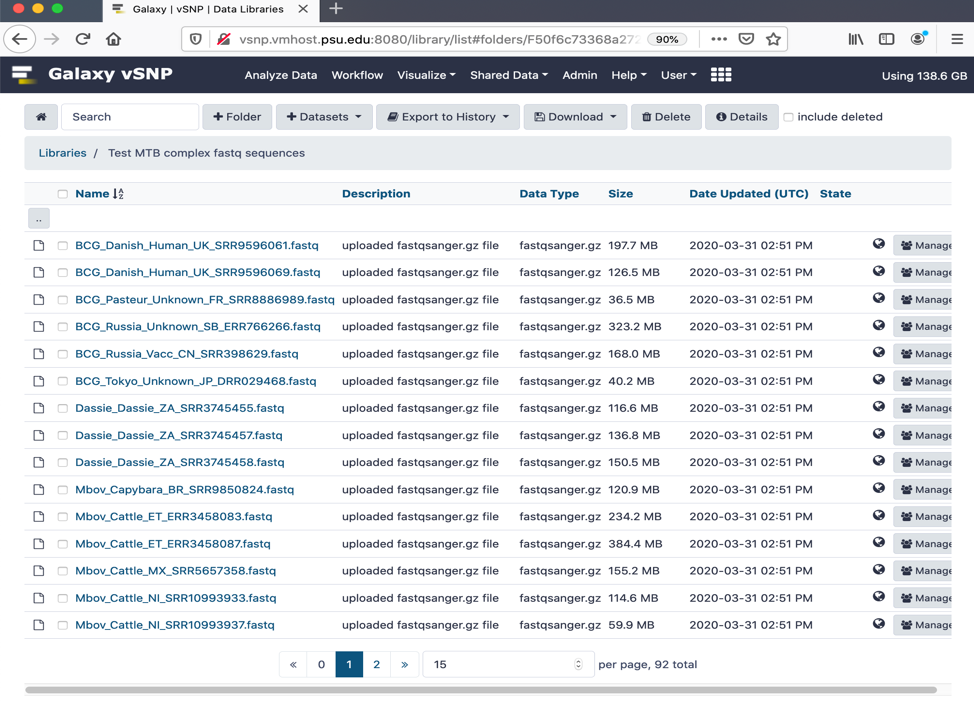 Galaxy | vSNP | Data Libraries
vsnp.vmhost.psu.edu:8080/library/list#folders/F50f6c73368a272 90%
Galaxy vSNP Analyze Data Workflow Visualize Shared Data Admin Help User Using 138.6 GB
Search + Folder + Datasets Export to History Download Delete Details include deleted
Libraries / Test MTB complex fastq sequences
Name Description Data Type Size Date Updated (UTC) State
..
BCG_Danish_Human_UK_SRR9596061.fastq uploaded fastqsanger.gz file fastqsanger.gz 197.7 MB 2020-03-31 02:51 PM Manage
BCG_Danish_Human_UK_SRR9596069.fastq uploaded fastqsanger.gz file fastqsanger.gz 126.5 MB 2020-03-31 02:51 PM Manage
BCG_Pasteur_Unknown_FR_SRR8886989.fastq uploaded fastqsanger.gz file fastqsanger.gz 36.5 MB 2020-03-31 02:51 PM Manage
BCG_Russia_Unknown_SB_ERR766266.fastq uploaded fastqsanger.gz file fastqsanger.gz 323.2 MB 2020-03-31 02:51 PM Manage
BCG_Russia_Vacc_CN_SRR398629.fastq uploaded fastqsanger.gz file fastqsanger.gz 168.0 MB 2020-03-31 02:51 PM Manage
BCG_Tokyo_Unknown_JP_DRR029468.fastq uploaded fastqsanger.gz file fastqsanger.gz 40.2 MB 2020-03-31 02:51 PM Manage
Dassie_Dassie_ZA_SRR3745455.fastq uploaded fastqsanger.gz file fastqsanger.gz 116.6 MB 2020-03-31 02:51 PM Manage
Dassie_Dassie_ZA_SRR3745457.fastq uploaded fastqsanger.gz file fastqsanger.gz 136.8 MB 2020-03-31 02:51 PM Manage
Dassie_Dassie_ZA_SRR3745458.fastq uploaded fastqsanger.gz file fastqsanger.gz 150.5 MB 2020-03-31 02:51 PM Manage
Mbov_Capybara_BR_SRR9850824.fastq uploaded fastqsanger.gz file fastqsanger.gz 120.9 MB 2020-03-31 02:51 PM Manage
Mbov_Cattle_ET_ERR3458083.fastq uploaded fastqsanger.gz file fastqsanger.gz 234.2 MB 2020-03-31 02:51 PM Manage
Mbov_Cattle_ET_ERR3458087.fastq uploaded fastqsanger.gz file fastqsanger.gz 384.4 MB 2020-03-31 02:51 PM Manage
Mbov_Cattle_MX_SRR5657358.fastq uploaded fastqsanger.gz file fastqsanger.gz 155.2 MB 2020-03-31 02:51 PM Manage
Mbov_Cattle_NI_SRR10993933.fastq uploaded fastqsanger.gz file fastqsanger.gz 114.6 MB 2020-03-31 02:51 PM Manage
Mbov_Cattle_NI_SRR10993937.fastq uploaded fastqsanger.gz file fastqsanger.gz 59.9 MB 2020-03-31 02:51 PM Manage
« 0 1 2 » 15 per page, 92 total